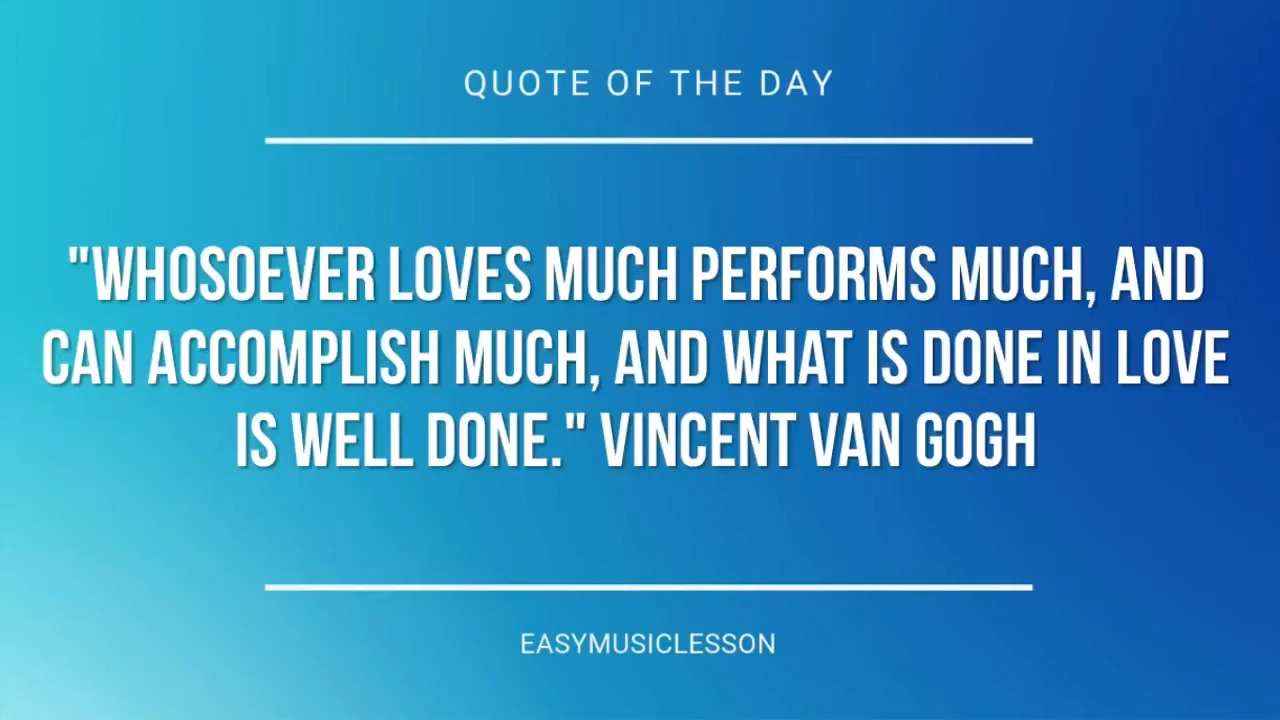 QUOTE OF THE DAY
"WHOSOEVER LOVES MUCH PERFORMS MUCH, AND
CAN ACCOMPLISH MUCH, AND WHAT IS DONE IN LOVE
IS WELL DONE." VINCENT VAN GOGH
EASYMUSICLESSON